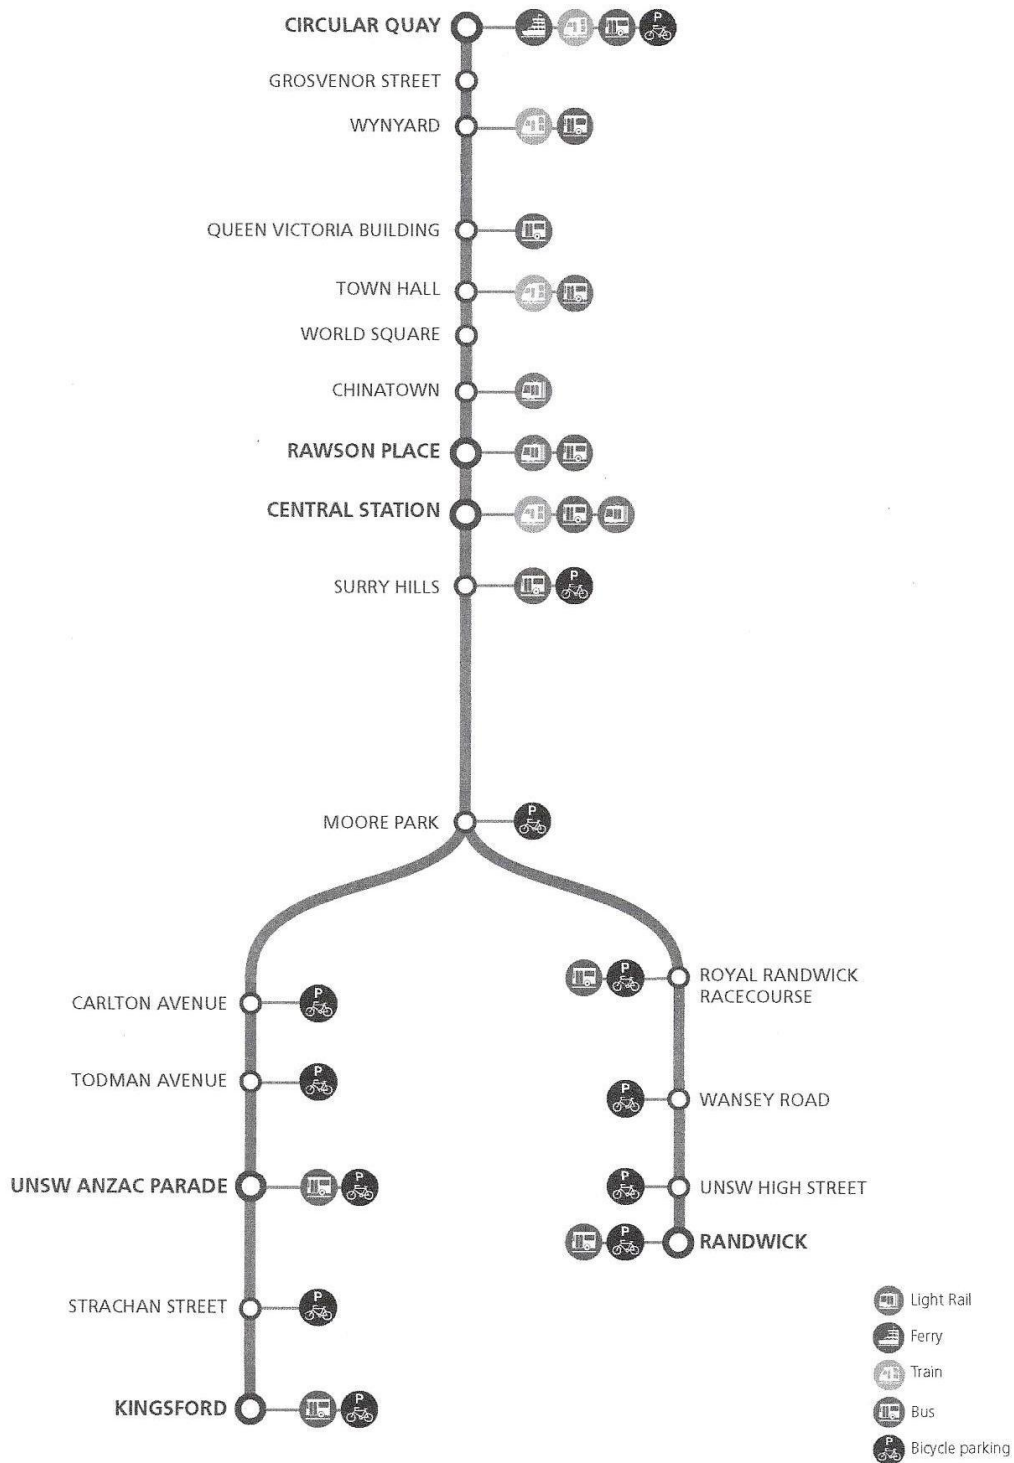 CIRCULAR QUAY
P
GROSVENOR STREET
WYNYARD
QUEEN VICTORIA BUILDING
TOWN HALL
WORLD SQUARE
CHINATOWN
RAWSON PLACE
CENTRAL STATION
SURRY HILLS
P
MOORE PARK
P
CARLTON AVENUE
P
TODMAN AVENUE
P
UNSW ANZAC PARADE
P
STRACHAN STREET
P
KINGSFORD
P
P
ROYAL RANDWICK
RACECOURSE
P
WANSEY ROAD
P
UNSW HIGH STREET
P
RANDWICK
Light Rail
Ferry
Train
Bus
P
Bicycle parking